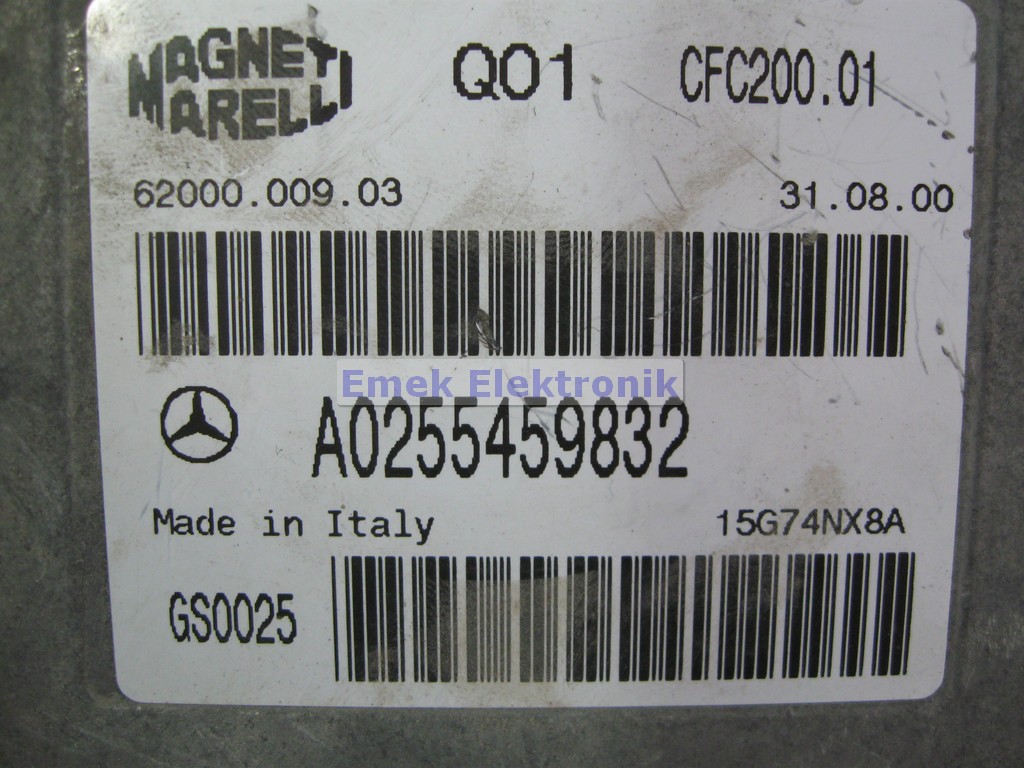 MAGNETI MARELLI Q01 CFC200.01
62000.009.03 31.08.00
Emek Elektronik
A0255459832
Made in Italy 15G74NX8A
GS0025